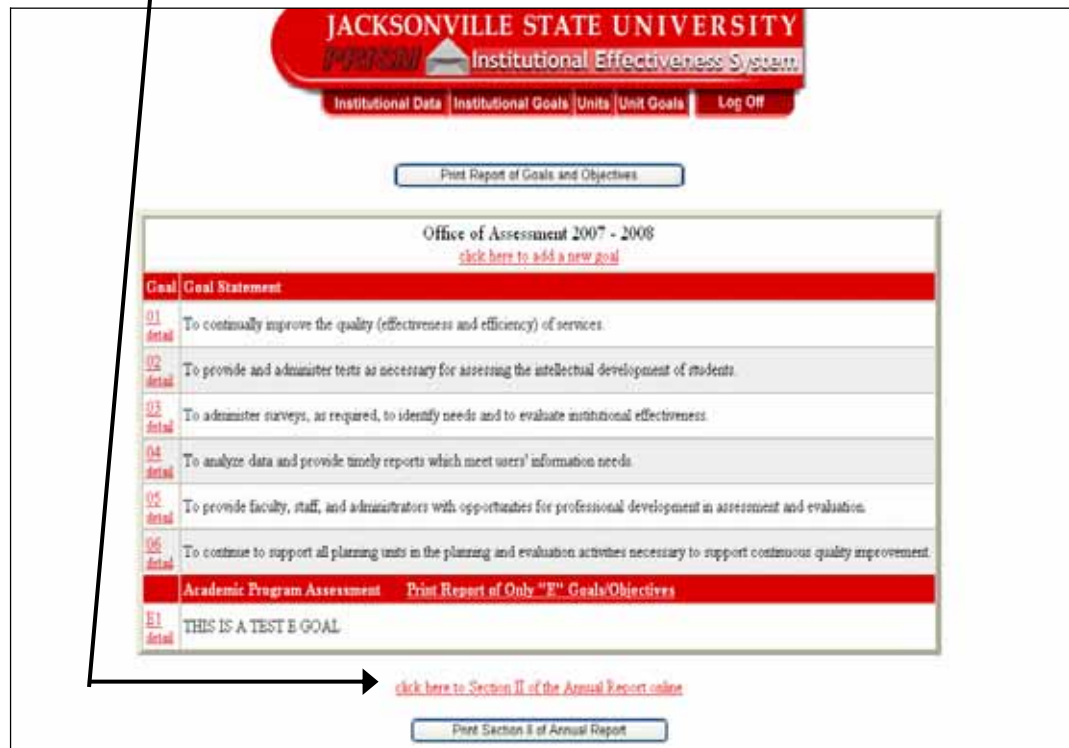 JACKSONVILLE STATE UNIVERSITY
PRISM Institutional Effectiveness System
Institutional Data Institutional Goals Units Unit Goals Log Off
Print Report of Goals and Objectives
Office of Assessment 2007 - 2008
click here to add a new goal
Goal Goal Statement
01
detail
To continually improve the quality (effectiveness and efficiency) of services.
02
detail
To provide and administer tests as necessary for assessing the intellectual development of students.
03
detail
To administer surveys, as required, to identify needs and to evaluate institutional effectiveness.
04
detail
To analyze data and provide timely reports which meet users' information needs.
05
detail
To provide faculty, staff, and administrators with opportunities for professional development in assessment and evaluation.
06
detail
To continue to support all planning units in the planning and evaluation activities necessary to support continuous quality improvement.
Academic Program Assessment Print Report of Only "E" Goals/Objectives
E1
detail
THIS IS A TEST E GOAL
click here to Section II of the Annual Report online
Print Section II of Annual Report